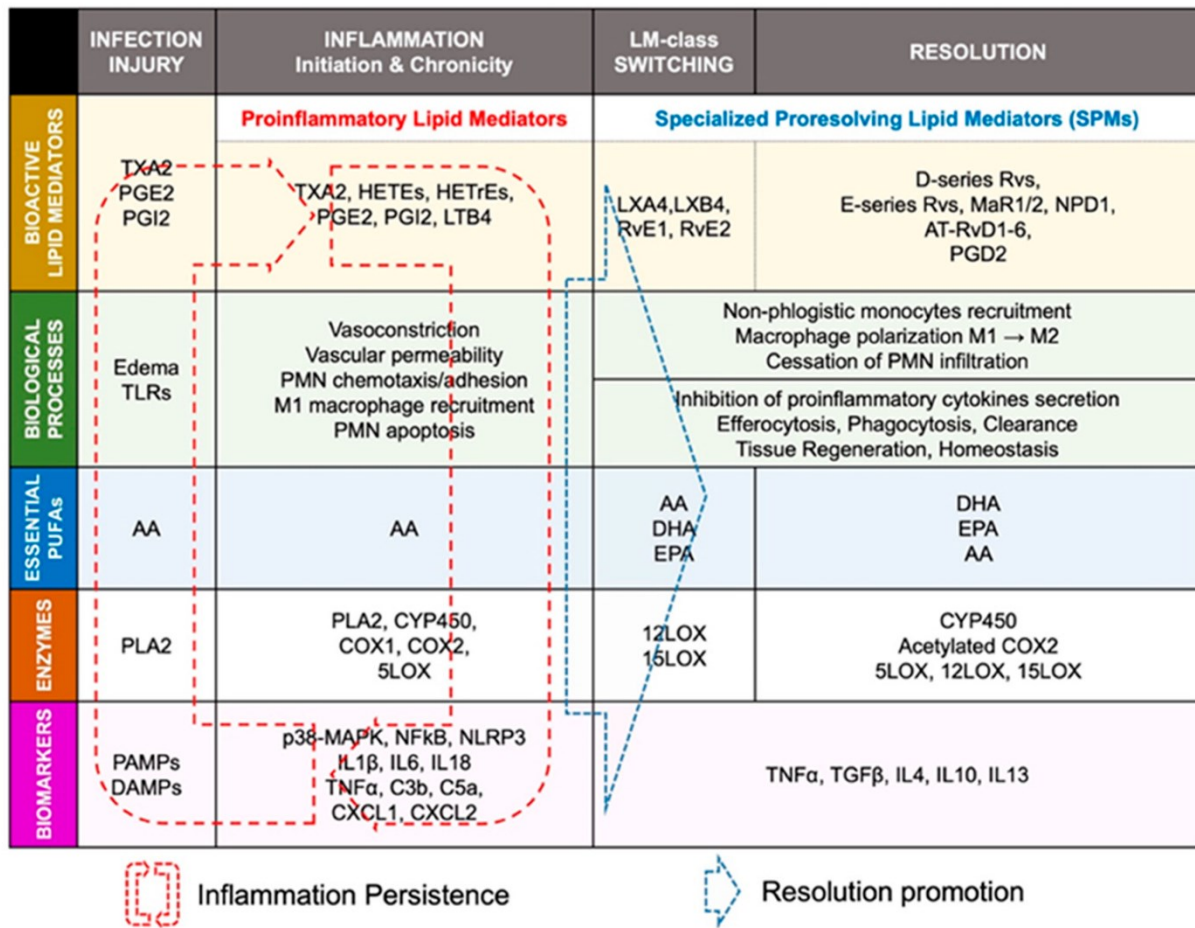 INFECTION
INJURY
INFLAMMATION
Initiation & Chronicity
LM-class
SWITCHING
RESOLUTION
BIOACTIVE
LIPID MEDIATORS
Proinflammatory Lipid Mediators
Specialized Proresolving Lipid Mediators (SPMs)
TXA2
PGE2
PGI2
TXA2, HETEs, HETrEs,
PGE2, PGI2, LTB4
LXA4,LXB4,
RvE1, RvE2
D-series Rvs,
E-series Rvs, MaR1/2, NPD1,
AT-RvD1-6,
PGD2
BIOLOGICAL
PROCESSES
Edema
TLRs
Vasoconstriction
Vascular permeability
PMN chemotaxis/adhesion
M1 macrophage recruitment
PMN apoptosis
Non-phlogistic monocytes recruitment
Macrophage polarization M1 → M2
Cessation of PMN infiltration
Inhibition of proinflammatory cytokines secretion
Efferocytosis, Phagocytosis, Clearance
Tissue Regeneration, Homeostasis
ESSENTIAL
PUFAs
AA
AA
AA
DHA
EPA
DHA
EPA
AA
ENZYMES
PLA2
PLA2, CYP450,
COX1, COX2,
5LOX
12LOX
15LOX
CYP450
Acetylated COX2
5LOX, 12LOX, 15LOX
BIOMARKERS
PAMPs
DAMPs
p38-MAPK, NFkB, NLRP3
IL1β, IL6, IL18
TNFα, C3b, C5a,
CXCL1, CXCL2
TNFα, TGFβ, IL4, IL10, IL13
Inflammation Persistence
Resolution promotion